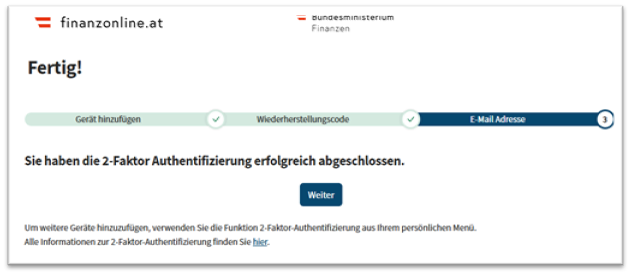 finanzonline.at
Bundesministerium
Finanzen
Fertig!
Gerät hinzufügen
Wiederherstellungscode
E-Mail Adresse
3
Sie haben die 2-Faktor Authentifizierung erfolgreich abgeschlossen.
Weiter
Um weitere Geräte hinzuzufügen, verwenden Sie die Funktion 2-Faktor-Authentifizierung aus Ihrem persönlichen Menü.
Alle Informationen zur 2-Faktor-Authentifizierung finden Sie hier.